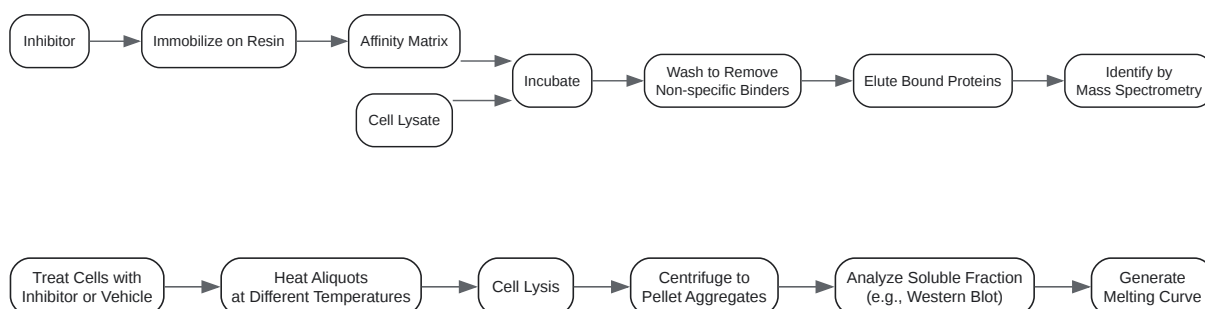 Inhibitor
Immobilize on Resin
Affinity Matrix
Cell Lysate
Incubate
Wash to Remove
Non-specific Binders
Elute Bound Proteins
Identify by
Mass Spectrometry
Treat Cells with
Inhibitor or Vehicle
Heat Aliquots
at Different Temperatures
Cell Lysis
Centrifuge to
Pellet Aggregates
Analyze Soluble Fraction
(e.g., Western Blot)
Generate
Melting Curve